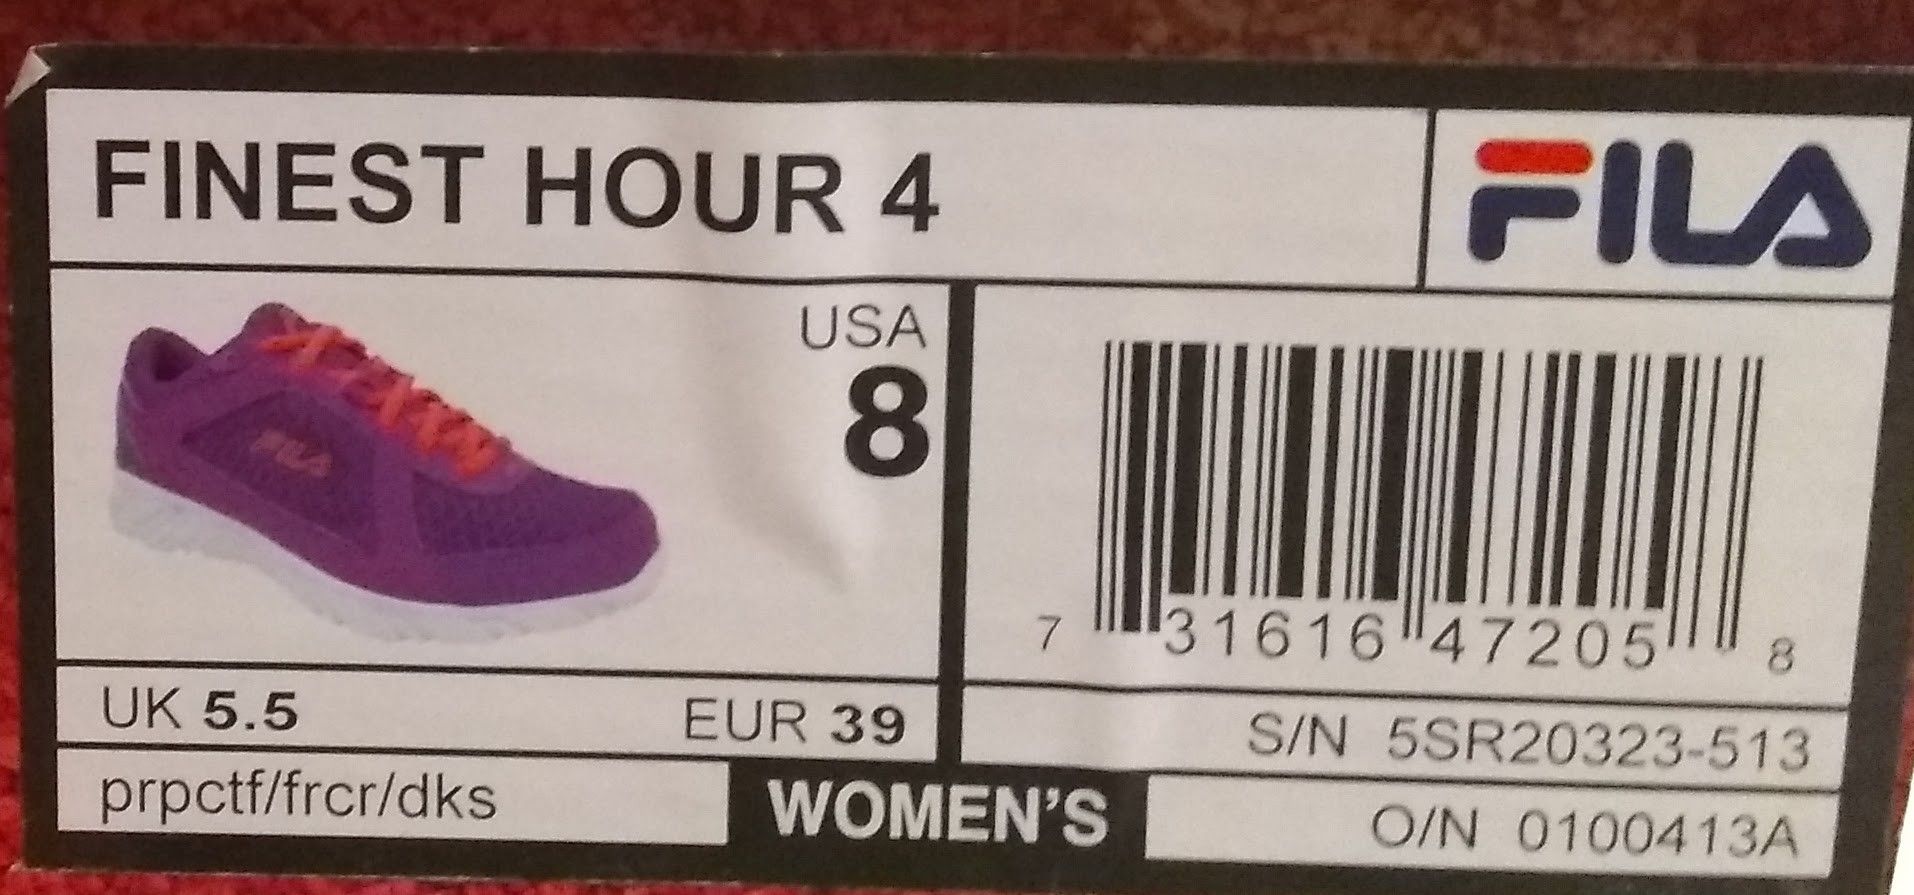 FINEST HOUR 4
FILA
FILA
USA
8
7 31616 47205 8
UK 5.5
EUR 39
S/N 5SR20323-513
prpctf/frcr/dks
WOMEN'S
O/N 0100413A